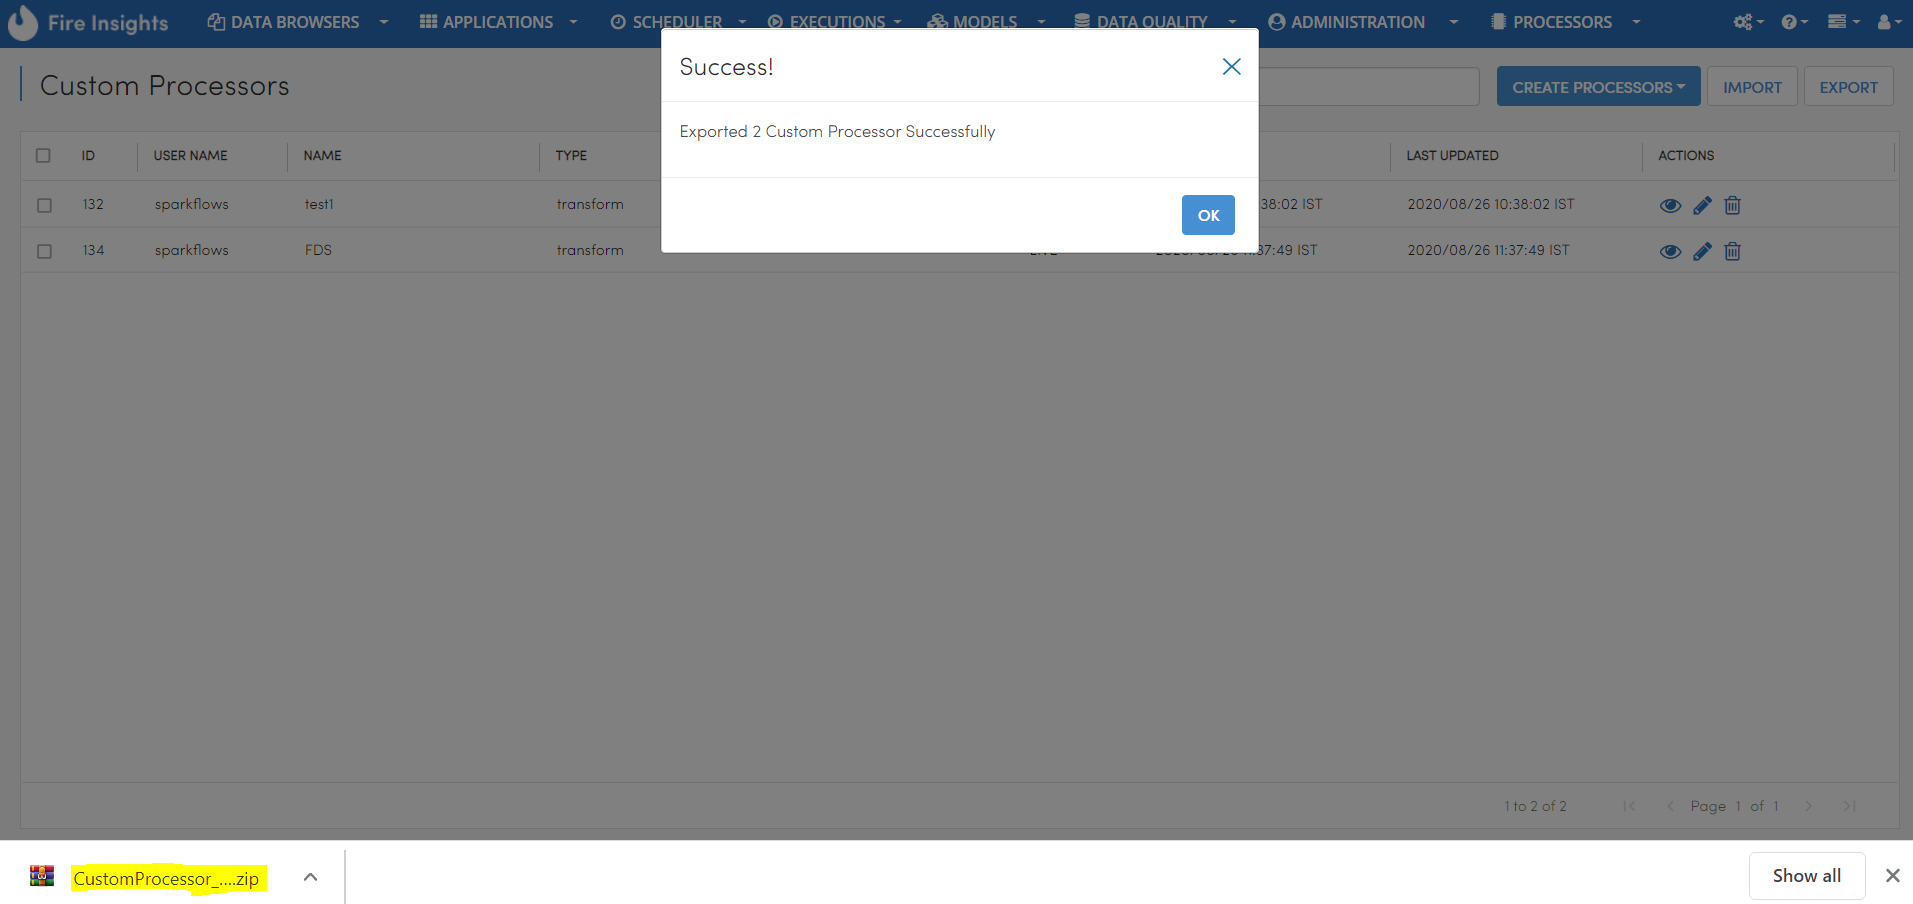 Fire Insights DATA BROWSERS APPLICATIONS SCHEDULER EXECUTIONS MODELS DATA QUALITY ADMINISTRATION PROCESSORS
Success!
Custom Processors
CREATE PROCESSORS IMPORT EXPORT
Exported 2 Custom Processor Successfully
ID USER NAME NAME TYPE LAST UPDATED ACTIONS
132 sparkflows test1 transform 38:02 IST 2020/08/26 10:38:02 IST
OK
134 sparkflows FDS transform 37:49 IST 2020/08/26 11:37:49 IST
1 to 2 of 2 Page 1 of 1
CustomProcessor_....zip
Show all